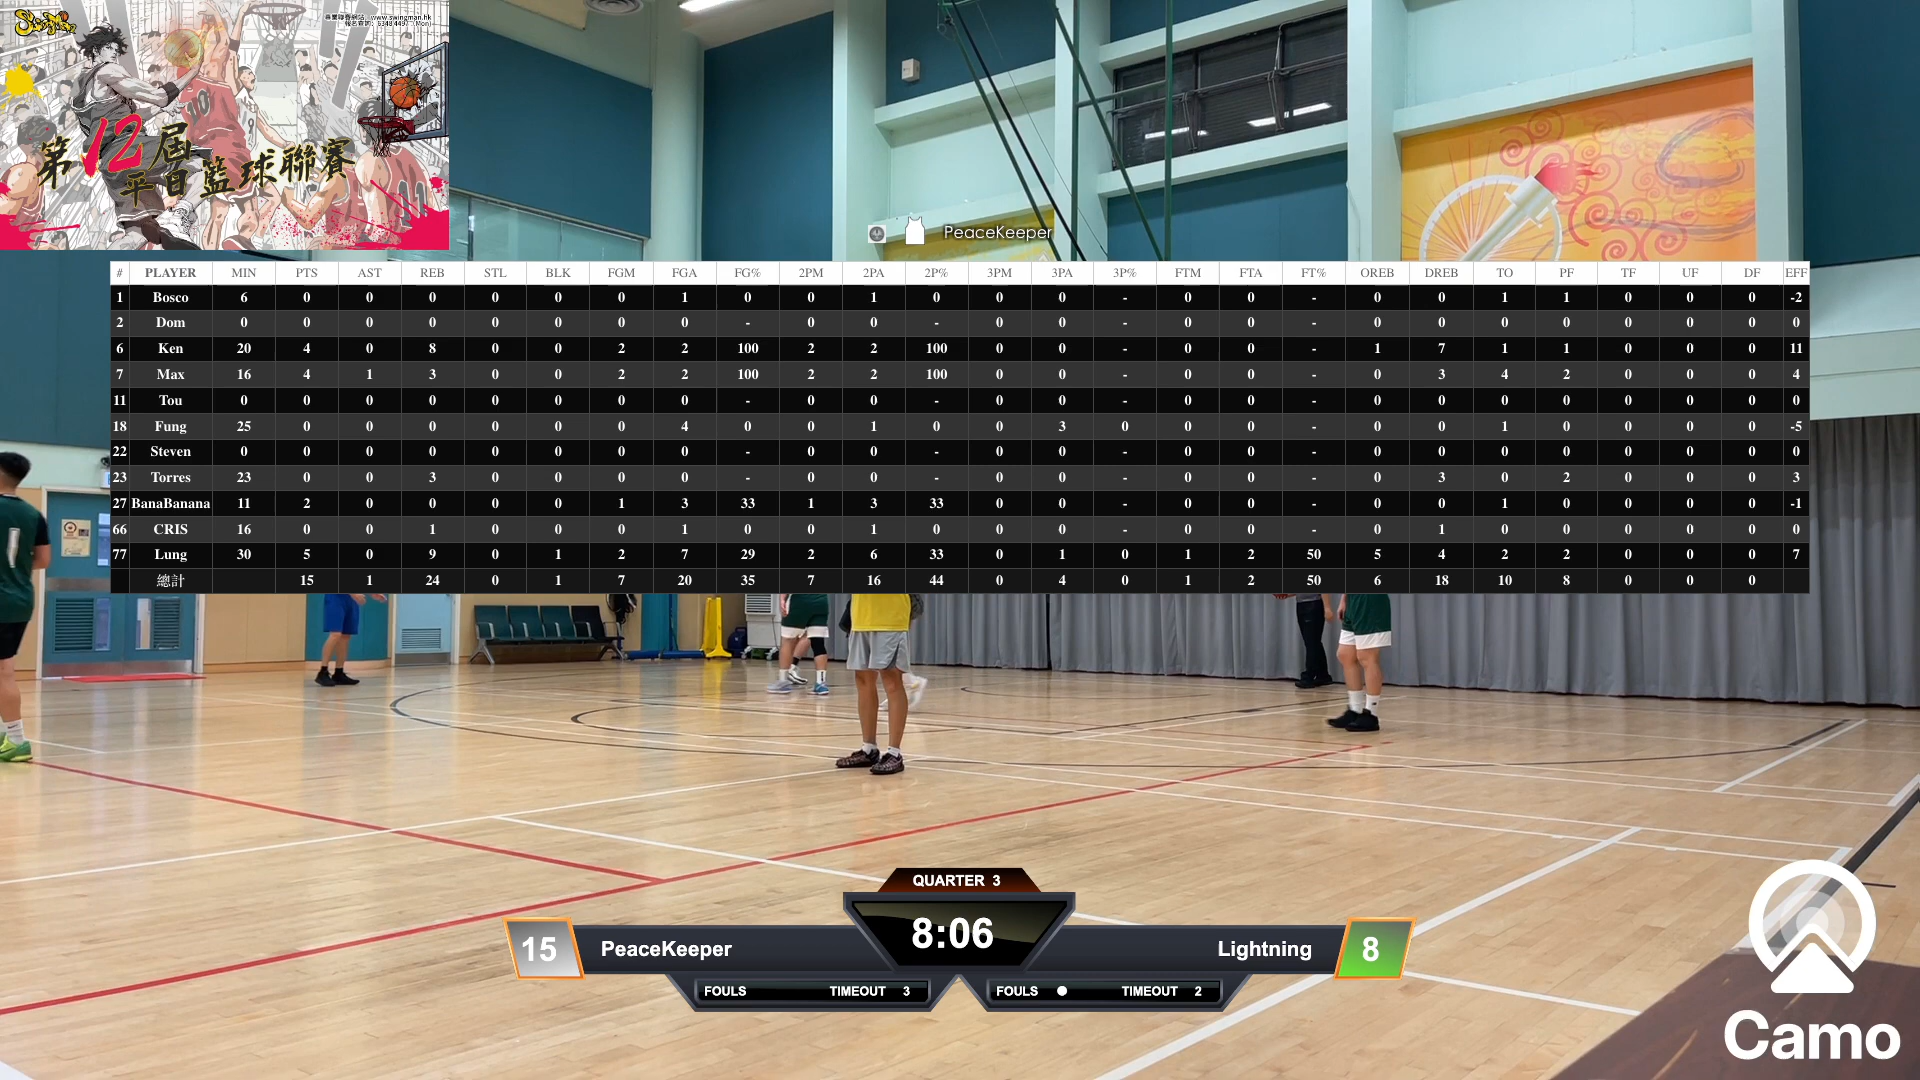 SwingMan
專業聯賽網站：www.swingman.hk
報名查詢：6348 4497 (Mon)
第12屆
平日籃球聯賽
PeaceKeeper
# PLAYER MIN PTS AST REB STL BLK FGM FGA FG% 2PM 2PA 2P% 3PM 3PA 3P% FTM FTA FT% OREB DREB TO PF TF UF DF EFF
1 Bosco 6 0 0 0 0 0 0 1 0 0 1 0 0 0 - 0 0 - 0 0 1 1 0 0 0 -2
2 Dom 0 0 0 0 0 0 0 0 - 0 0 - 0 0 - 0 0 - 0 0 0 0 0 0 0 0
6 Ken 20 4 0 8 0 0 2 2 100 2 2 100 0 0 - 0 0 - 1 7 1 1 0 0 0 11
7 Max 16 4 1 3 0 0 2 2 100 2 2 100 0 0 - 0 0 - 0 3 4 2 0 0 0 4
11 Tou 0 0 0 0 0 0 0 0 - 0 0 - 0 0 - 0 0 - 0 0 0 0 0 0 0 0
18 Fung 25 0 0 0 0 0 0 4 0 0 1 0 0 3 0 0 0 - 0 0 1 0 0 0 0 -5
22 Steven 0 0 0 0 0 0 0 0 - 0 0 - 0 0 - 0 0 - 0 0 0 0 0 0 0 0
23 Torres 23 0 0 3 0 0 0 0 - 0 0 - 0 0 - 0 0 - 0 3 0 2 0 0 0 3
27 BanaBanana 11 2 0 0 0 0 1 3 33 1 3 33 0 0 - 0 0 - 0 0 1 0 0 0 0 -1
66 CRIS 16 0 0 1 0 0 0 1 0 0 1 0 0 0 - 0 0 - 0 1 0 0 0 0 0 0
77 Lung 30 5 0 9 0 1 2 7 29 2 6 33 0 1 0 1 2 50 5 4 2 2 0 0 0 7
總計 15 1 24 0 1 7 20 35 7 16 44 0 4 0 1 2 50 6 18 10 8 0 0 0
QUARTER 3
8:06
15 PeaceKeeper
Lightning 8
FOULS TIMEOUT 3
FOULS TIMEOUT 2
Camo